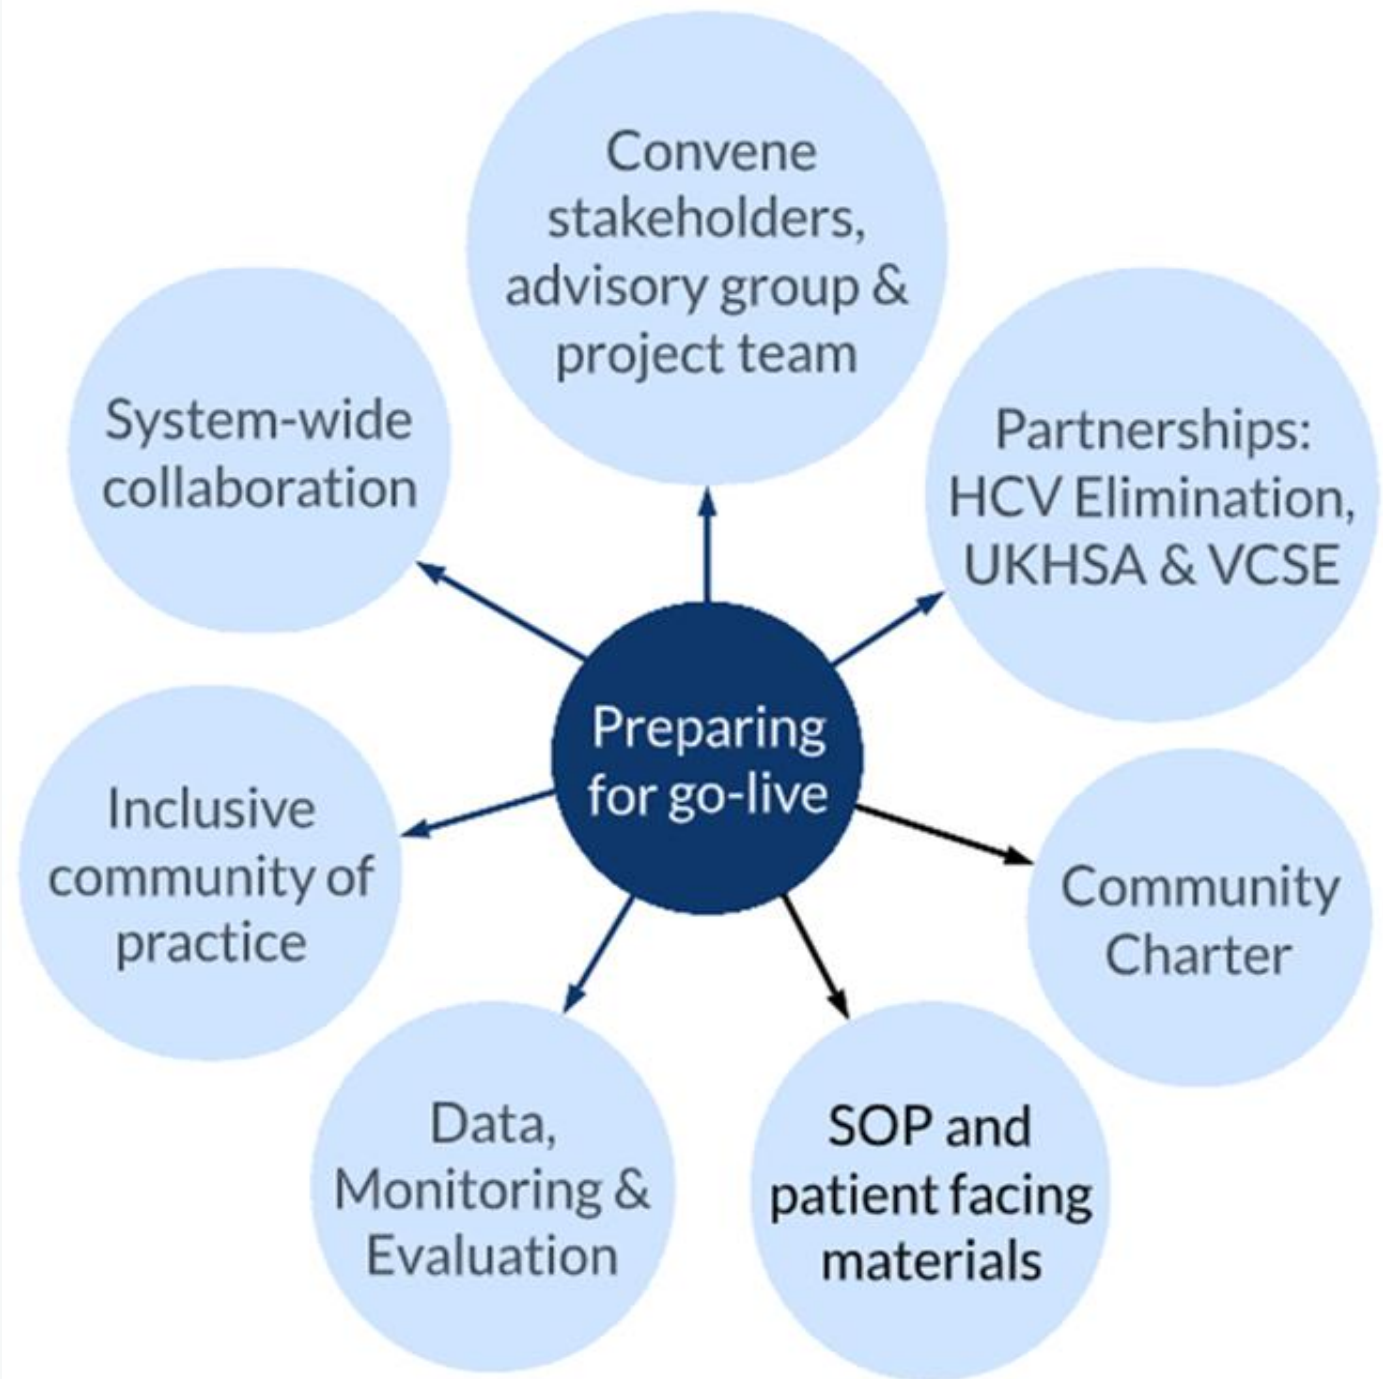 Convene
stakeholders,
advisory group &
project team
System-wide
collaboration
Partnerships:
HCV Elimination,
UKHSA & VCSE
Preparing
for go-live
Inclusive
community of
practice
Community
Charter
Data,
Monitoring &
Evaluation
SOP and
patient facing
materials